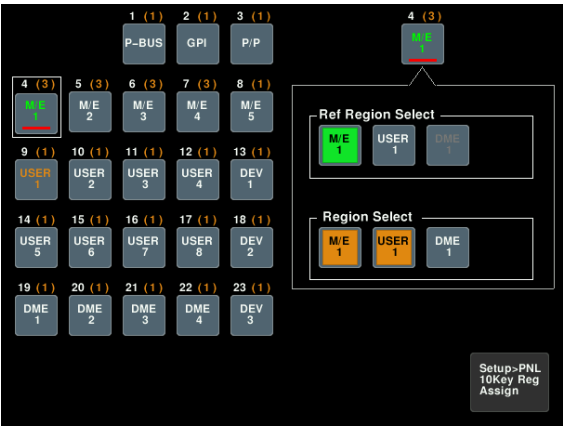 1 (1) 2 (1) 3 (1) 4 (3)
P-BUS GPI P/P M/E
1
4 (3) 5 (3) 6 (3) 7 (3) 8 (1)
M/E M/E M/E M/E M/E
1 2 3 4 5
Ref Region Select
M/E USER DME
1 1 1
9 (1) 10 (1) 11 (1) 12 (1) 13 (1)
USER USER USER USER DEV
1 2 3 4 1
14 (1) 15 (1) 16 (1) 17 (1) 18 (1)
USER USER USER USER DEV
5 6 7 8 2
Region Select
M/E USER DME
1 1 1
19 (1) 20 (1) 21 (1) 22 (1) 23 (1)
DME DME DME DME DEV
1 2 3 4 3
Setup>PNL
10Key Reg
Assign